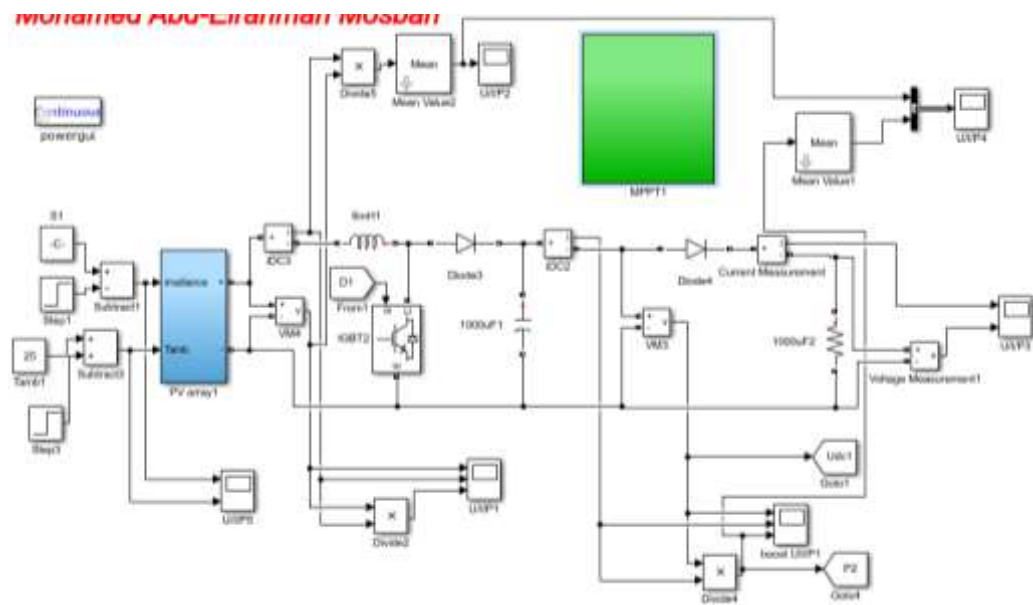 Mohamed Abd-Elrahman Mosbah
Continuous
powergui
S1
-C-
Step1
Subtract1
25
Tamb1
Subtract3
Step3
Irradiance
Tamb
PV array1
U/I/P5
IDC3
VM4
Divide5
Mean
Mean Value2
U/I/P2
MPPT1
Mean
Mean Value1
U/I/P4
Diode3
D1
From1
IGBT2
1000uF1
IDC2
Diode4
Current Measurement
VM3
1000uF2
Voltage Measurement1
U/I/P3
U/I/P1
Divide2
Udc1
Goto1
boost U/I/P1
Divide4
P2
Goto4